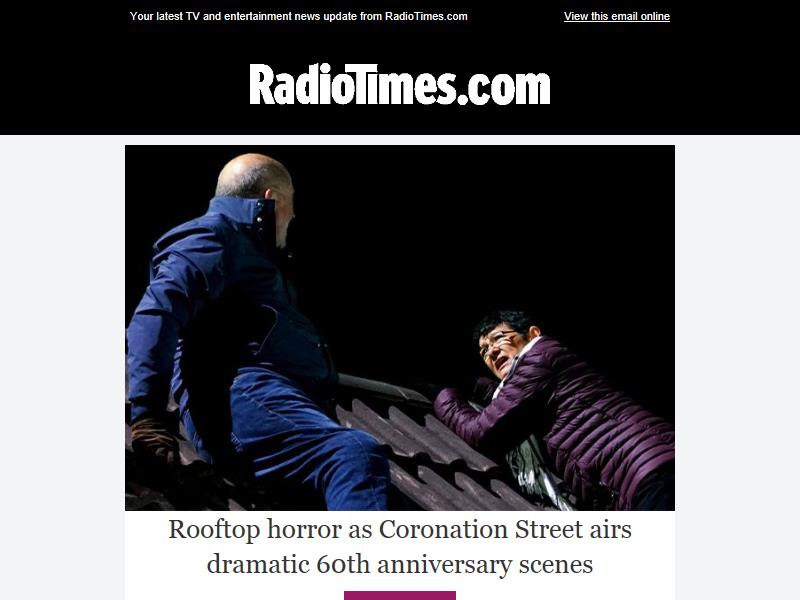 Your latest TV and entertainment news update from RadioTimes.com
View this email online
RadioTimes.com
Rooftop horror as Coronation Street airs
dramatic 60th anniversary scenes